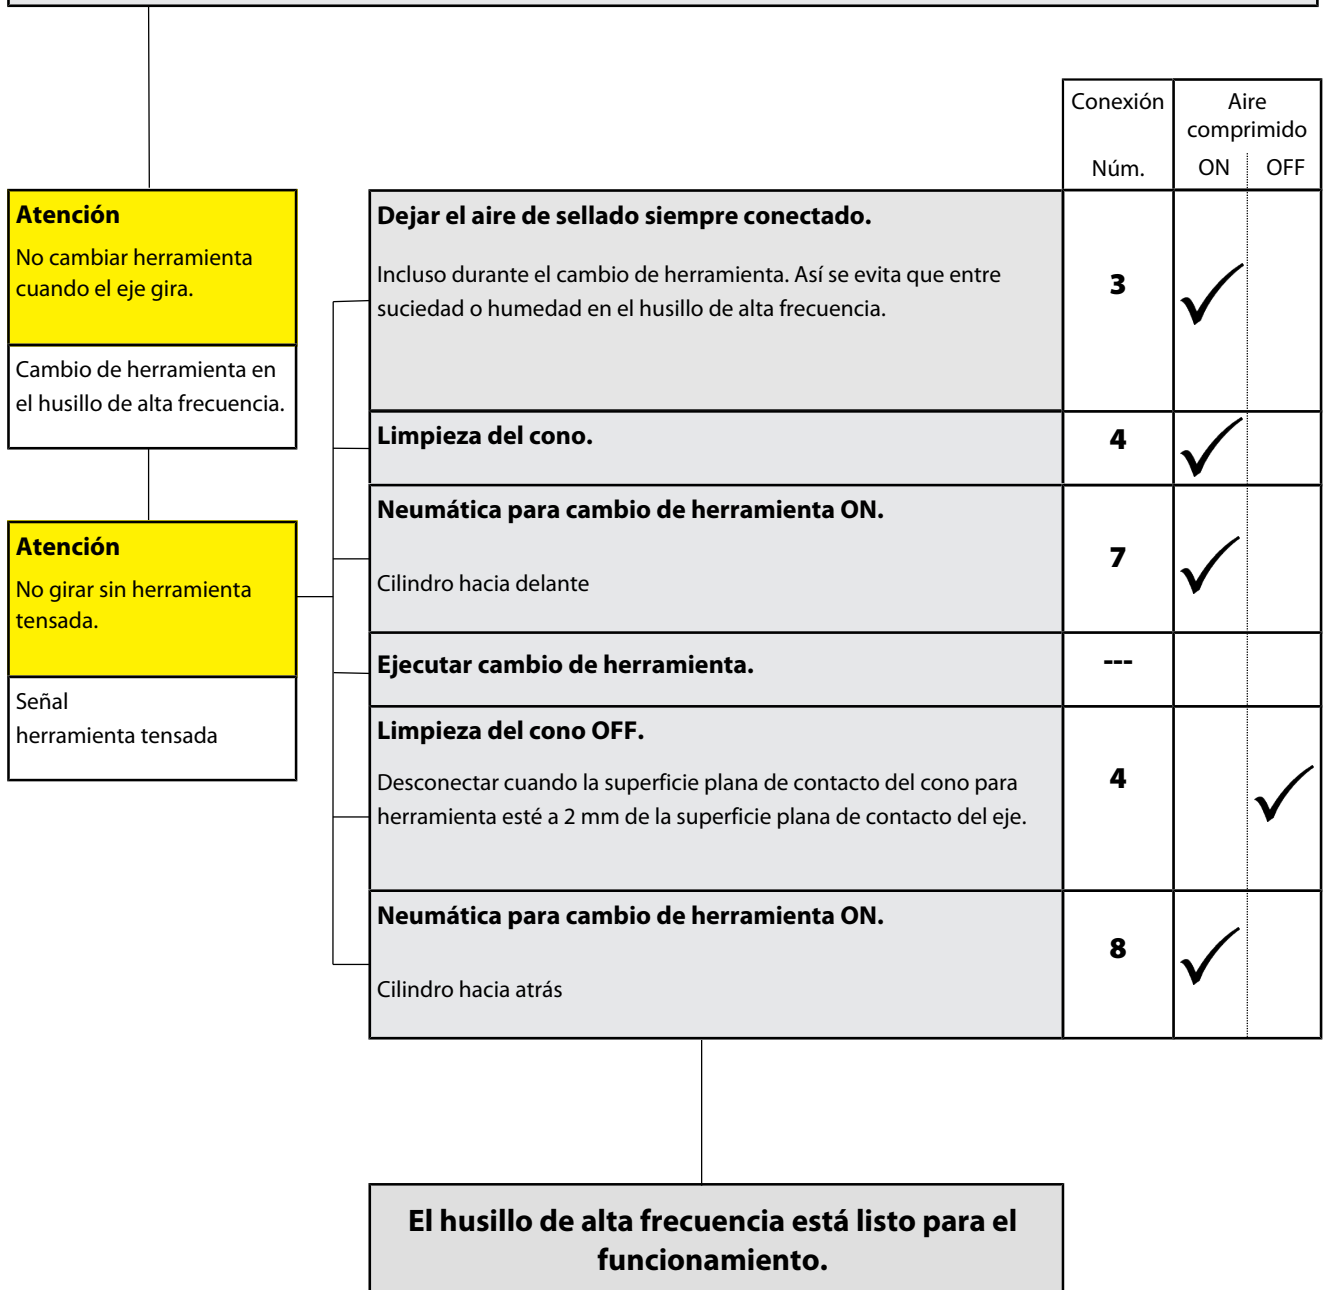 Conexión
Aire
comprimido
Núm.
ON
OFF
Atención
No cambiar herramienta
cuando el eje gira.
Cambio de herramienta en
el husillo de alta frecuencia.
Atención
No girar sin herramienta
tensada.
Señal
herramienta tensada
Dejar el aire de sellado siempre conectado.
Incluso durante el cambio de herramienta. Así se evita que entre
suciedad o humedad en el husillo de alta frecuencia.
3
Limpieza del cono.
4
Neumática para cambio de herramienta ON.
Cilindro hacia delante
7
Ejecutar cambio de herramienta.
---
Limpieza del cono OFF.
Desconectar cuando la superficie plana de contacto del cono para
herramienta esté a 2 mm de la superficie plana de contacto del eje.
4
Neumática para cambio de herramienta ON.
Cilindro hacia atrás
8
El husillo de alta frecuencia está listo para el
funcionamiento.